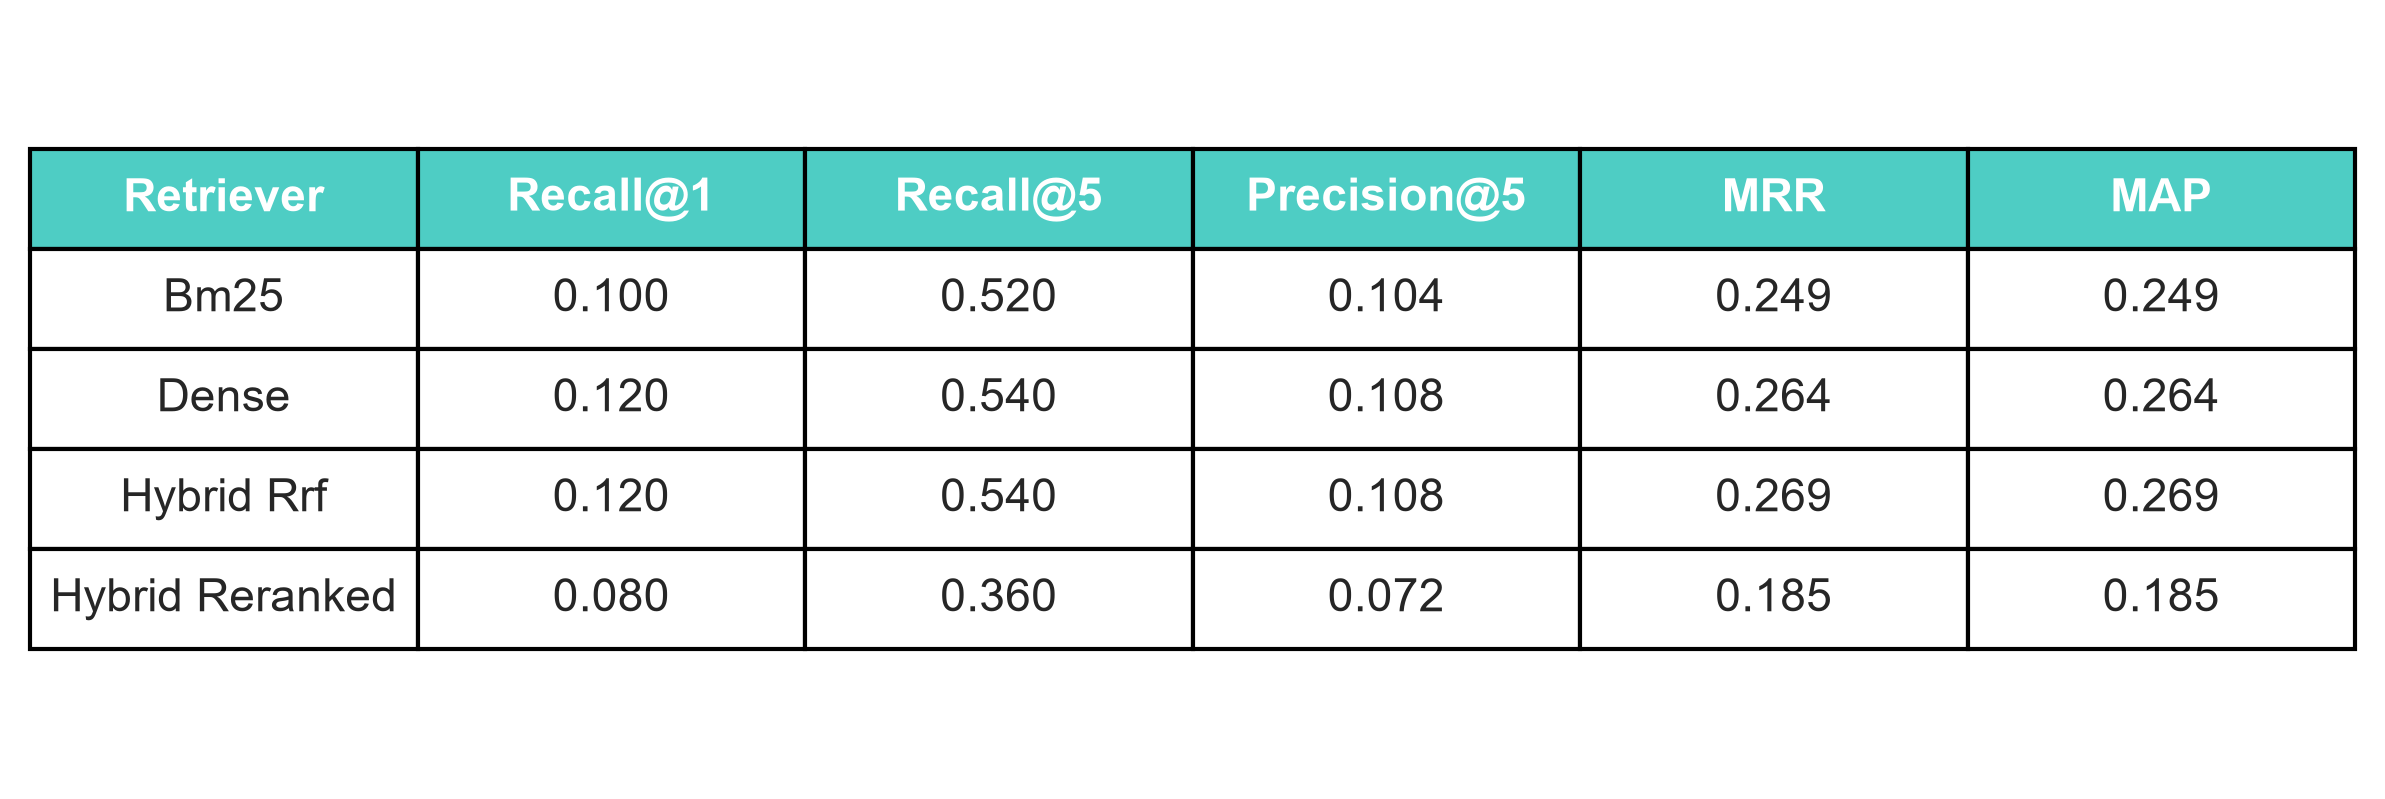 Retriever Recall@1 Recall@5 Precision@5 MRR MAP
Bm25 0.100 0.520 0.104 0.249 0.249
Dense 0.120 0.540 0.108 0.264 0.264
Hybrid Rrf 0.120 0.540 0.108 0.269 0.269
Hybrid Reranked 0.080 0.360 0.072 0.185 0.185